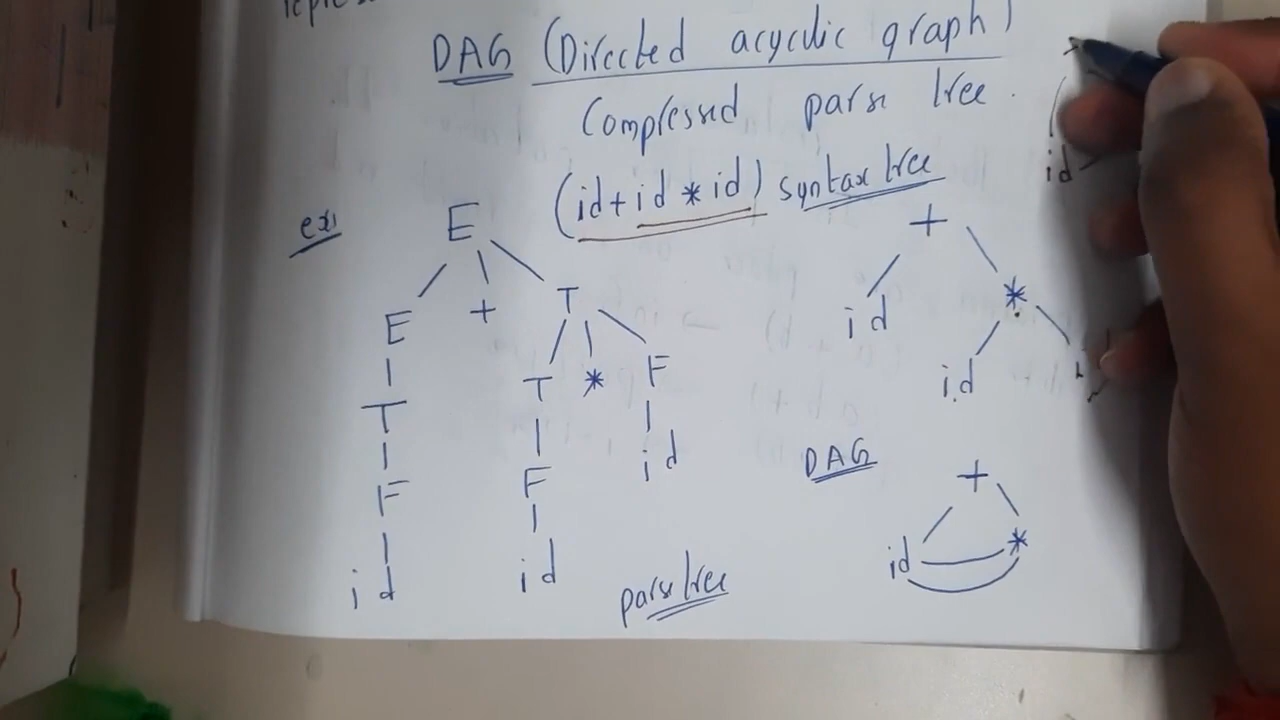 DAG (Directed acyclic graph)
Compressed parse tree.
(id+id * id) syntax tree
ex:
E
E + T
T T * F
F F id
id id
parse tree
+
id *
id
DAG
+
id *
*
id